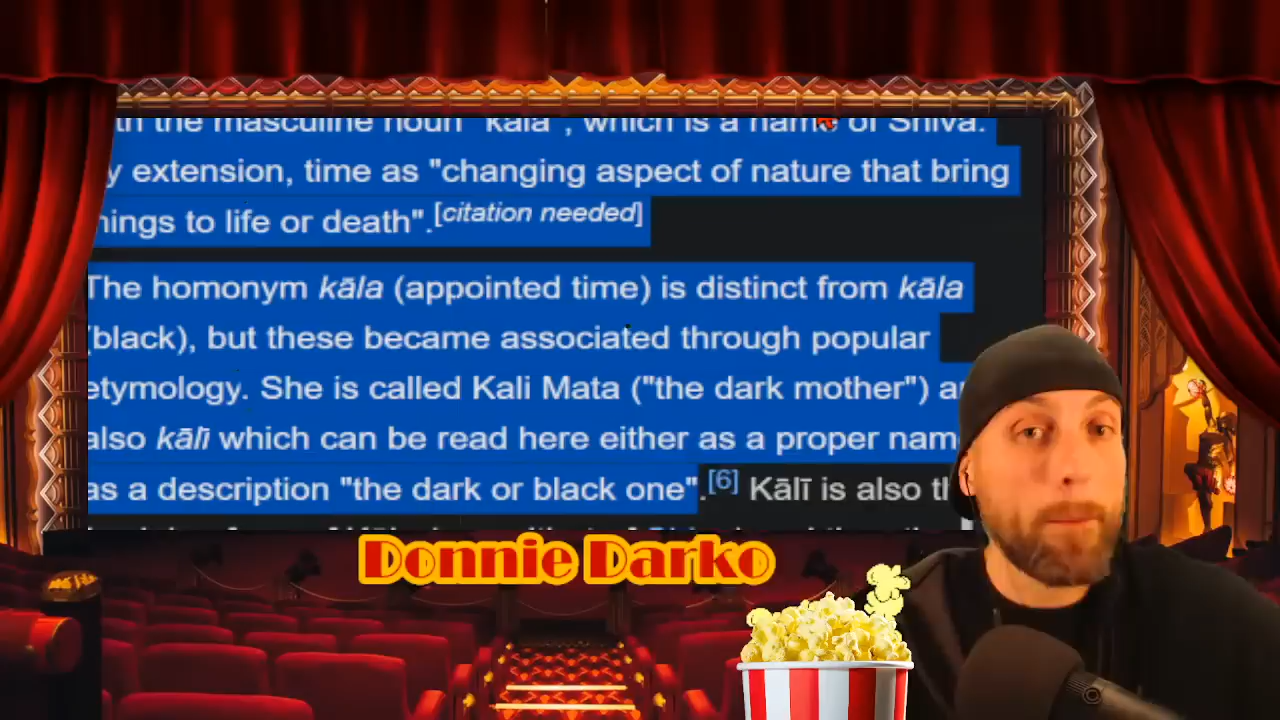 the masculine noun "kāla", which is a name of Shiva.
extension, time as "changing aspect of nature that bring
to life or death".[citation needed]
The homonym kāla (appointed time) is distinct from kāla
(black), but these became associated through popular
etymology. She is called Kali Mata ("the dark mother")
also kālī which can be read here either as a proper
as a description "the dark or black one".[6] Kālī is also
Donnie Darko